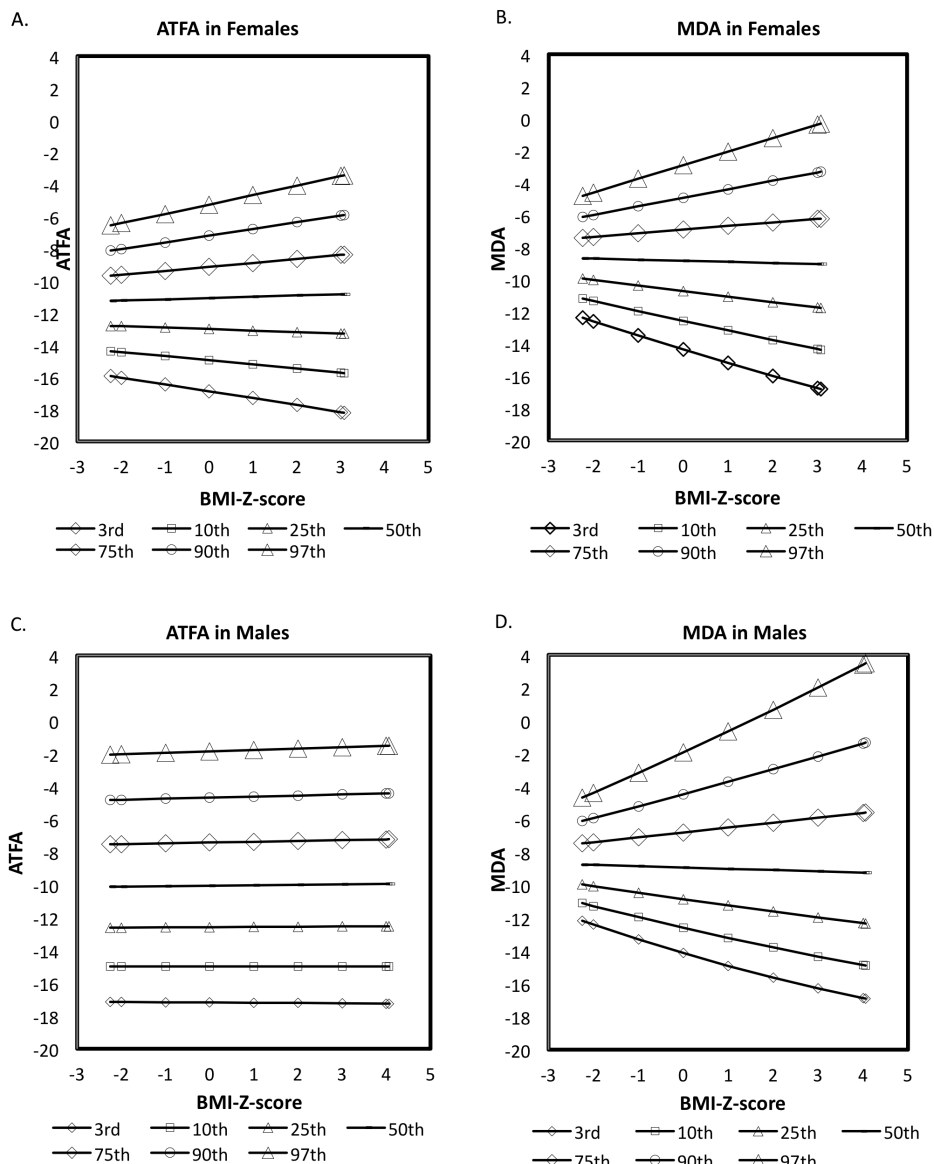 A.
ATFA in Females
4
2
0
-2
-4
-6
-8
-10
-12
-14
-16
-18
-20
ATFA
-3 -2 -1 0 1 2 3 4 5
BMI-Z-score
3rd 10th 25th 50th
75th 90th 97th
B.
MDA in Females
4
2
0
-2
-4
-6
-8
-10
-12
-14
-16
-18
-20
MDA
-3 -2 -1 0 1 2 3 4 5
BMI-Z-score
3rd 10th 25th 50th
75th 90th 97th
C.
ATFA in Males
4
2
0
-2
-4
-6
-8
-10
-12
-14
-16
-18
-20
ATFA
-3 -2 -1 0 1 2 3 4 5
BMI-Z-score
3rd 10th 25th 50th
75th 90th 97th
D.
MDA in Males
4
2
0
-2
-4
-6
-8
-10
-12
-14
-16
-18
-20
MDA
-3 -2 -1 0 1 2 3 4 5
BMI-Z-score
3rd 10th 25th 50th
75th 90th 97th